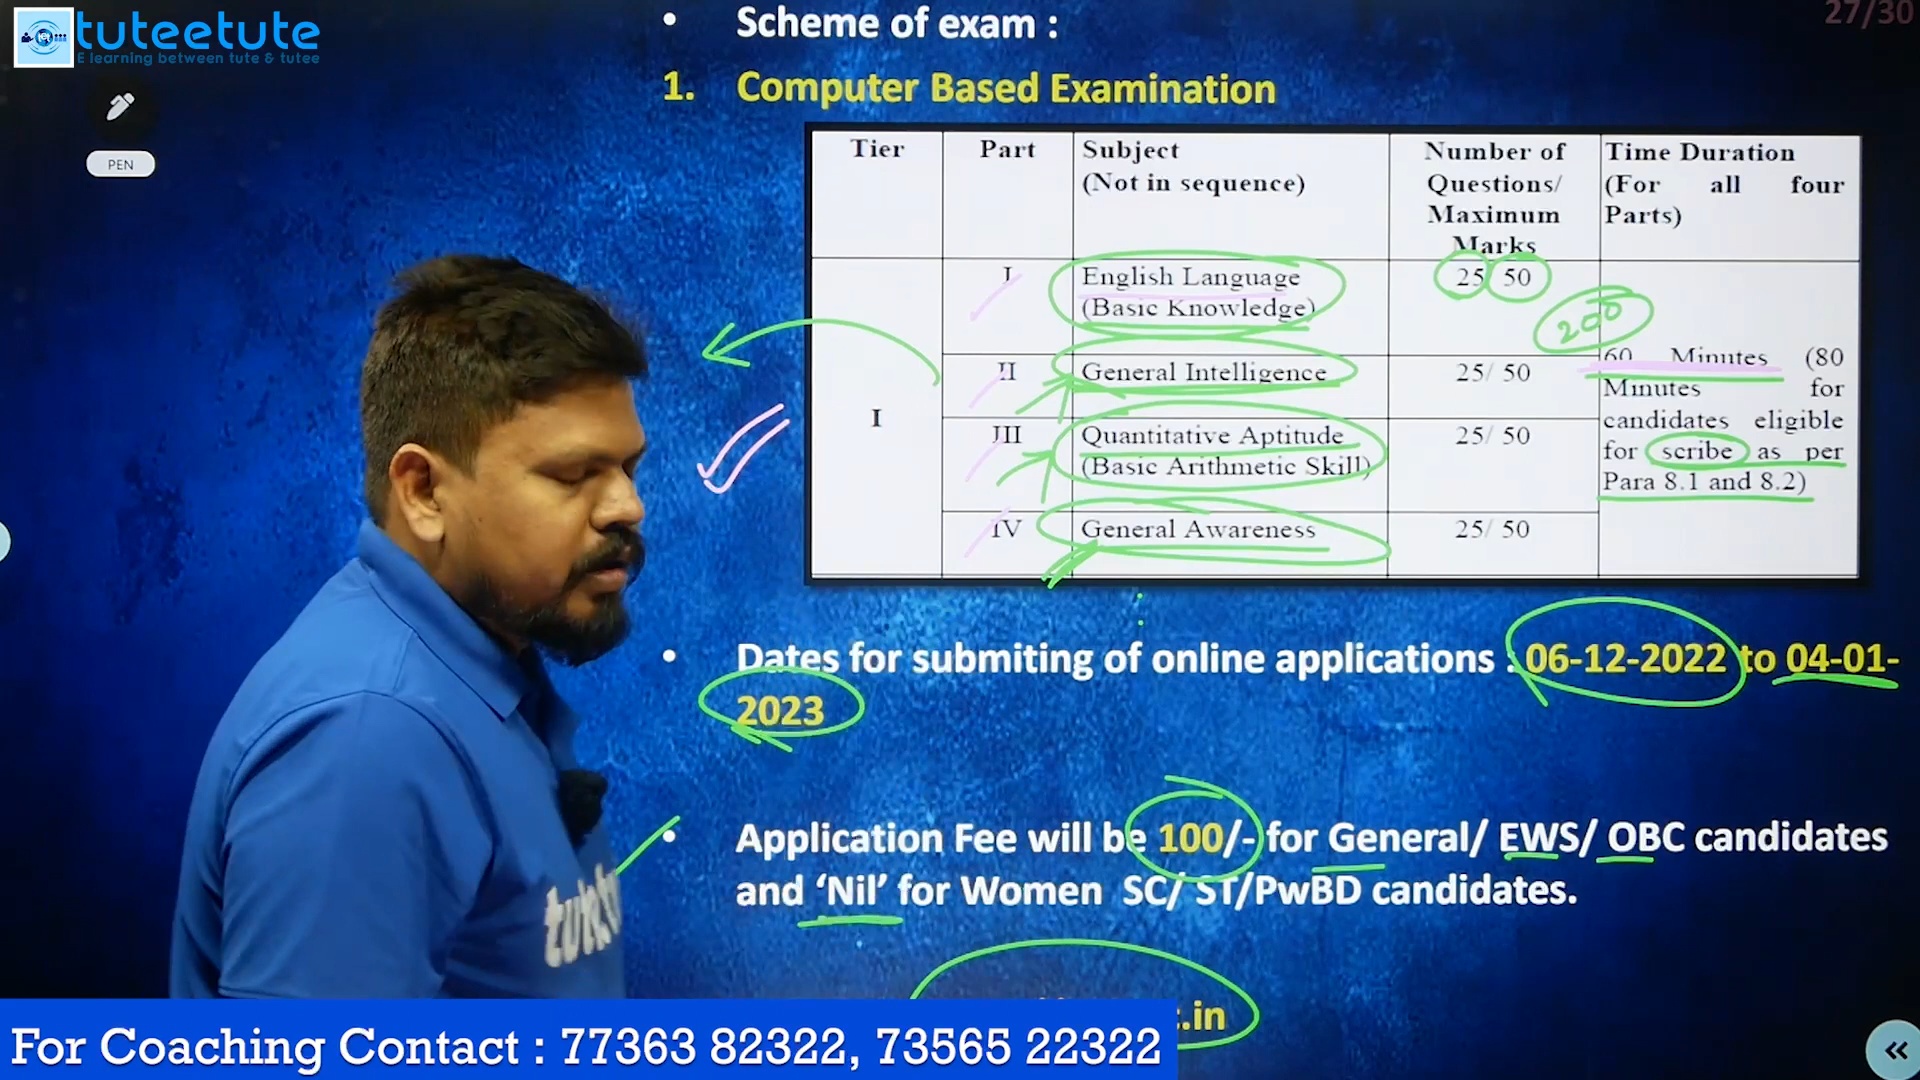 tuteetute
E learning between tute & tutee
PEN
27/30
• Scheme of exam :
1. Computer Based Examination
Tier
Part
Subject
(Not in sequence)
Number of
Questions/
Maximum
Marks
Time Duration
(For all four
Parts)
I
I
English Language
(Basic Knowledge)
25 50
200
II
General Intelligence
25/ 50
III
Quantitative Aptitude
(Basic Arithmetic Skill)
25/ 50
IV
General Awareness
25/ 50
60 Minutes (80
Minutes for
candidates eligible
for scribe as per
Para 8.1 and 8.2)
• Dates for submiting of online applications : 06-12-2022 to 04-01-
2023
• Application Fee will be 100/- for General/ EWS/ OBC candidates
and ‘Nil’ for Women SC/ ST/PwBD candidates.
.in
For Coaching Contact : 77363 82322, 73565 22322